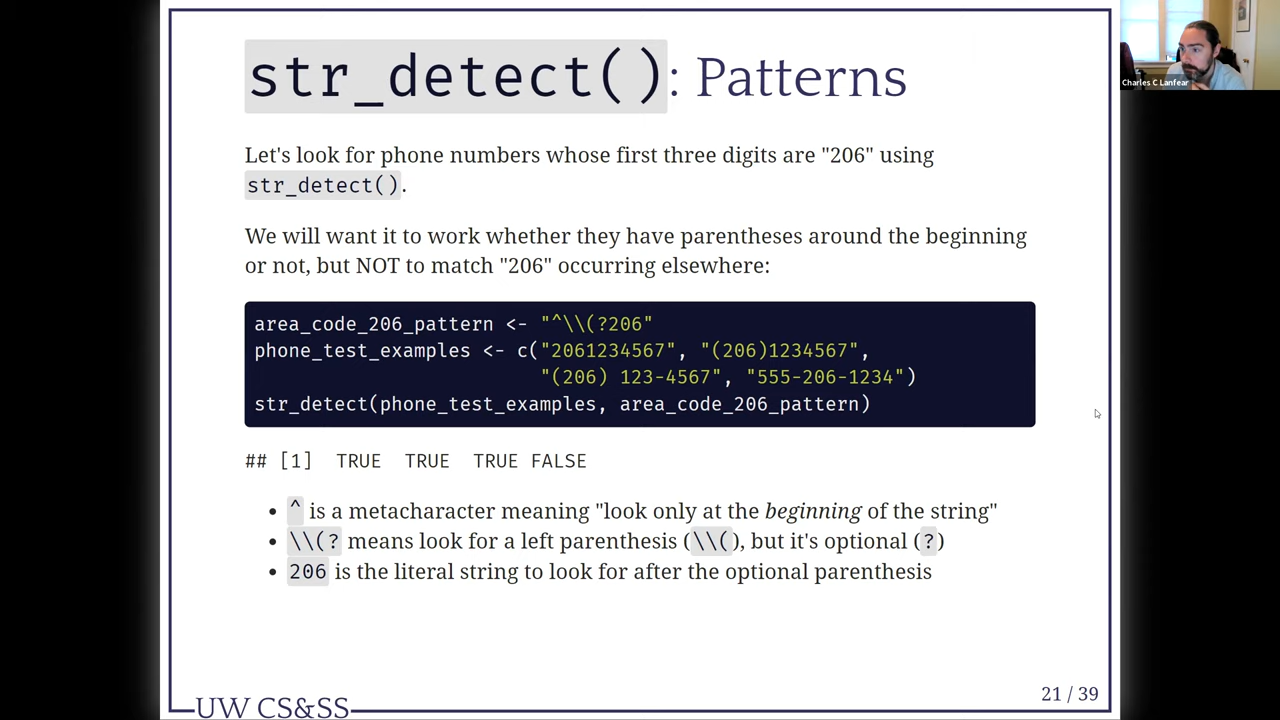 str_detect(): Patterns
Charles C Lanfear
Let's look for phone numbers whose first three digits are "206" using
str_detect().
We will want it to work whether they have parentheses around the beginning
or not, but NOT to match "206" occurring elsewhere:
area_code_206_pattern <- "^\\(?206"
phone_test_examples <- c("2061234567", "(206)1234567",
"(206) 123-4567", "555-206-1234")
str_detect(phone_test_examples, area_code_206_pattern)
## [1]  TRUE  TRUE  TRUE FALSE
• ^ is a metacharacter meaning "look only at the beginning of the string"
• \\(? means look for a left parenthesis (\\(), but it's optional (?)
• 206 is the literal string to look for after the optional parenthesis
21 / 39
UW CS&SS